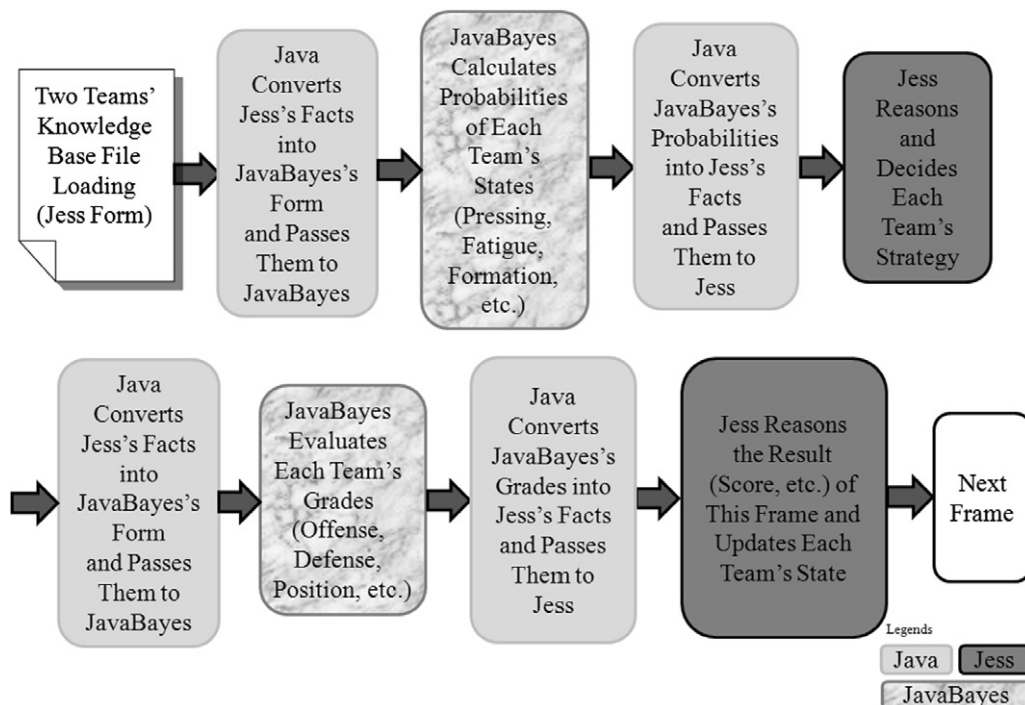 Two Teams'
Knowledge
Base File
Loading
(Jess Form)
Java
Converts
Jess's Facts
into
JavaBayes's
Form
and Passes
Them to
JavaBayes
JavaBayes
Calculates
Probabilities
of Each
Team's
States
(Pressing,
Fatigue,
Formation,
etc.)
Java
Converts
JavaBayes's
Probabilities
into Jess's
Facts
and Passes
Them to
Jess
Jess
Reasons
and
Decides
Each
Team's
Strategy
Java
Converts
Jess's Facts
into
JavaBayes's
Form
and Passes
Them to
JavaBayes
JavaBayes
Evaluates
Each Team's
Grades
(Offense,
Defense,
Position, etc.)
Java
Converts
JavaBayes's
Grades into
Jess's Facts
and Passes
Them to
Jess
Jess Reasons
the Result
(Score, etc.) of
This Frame and
Updates Each
Team's State
Next
Frame
Legends
Java
Jess
JavaBayes